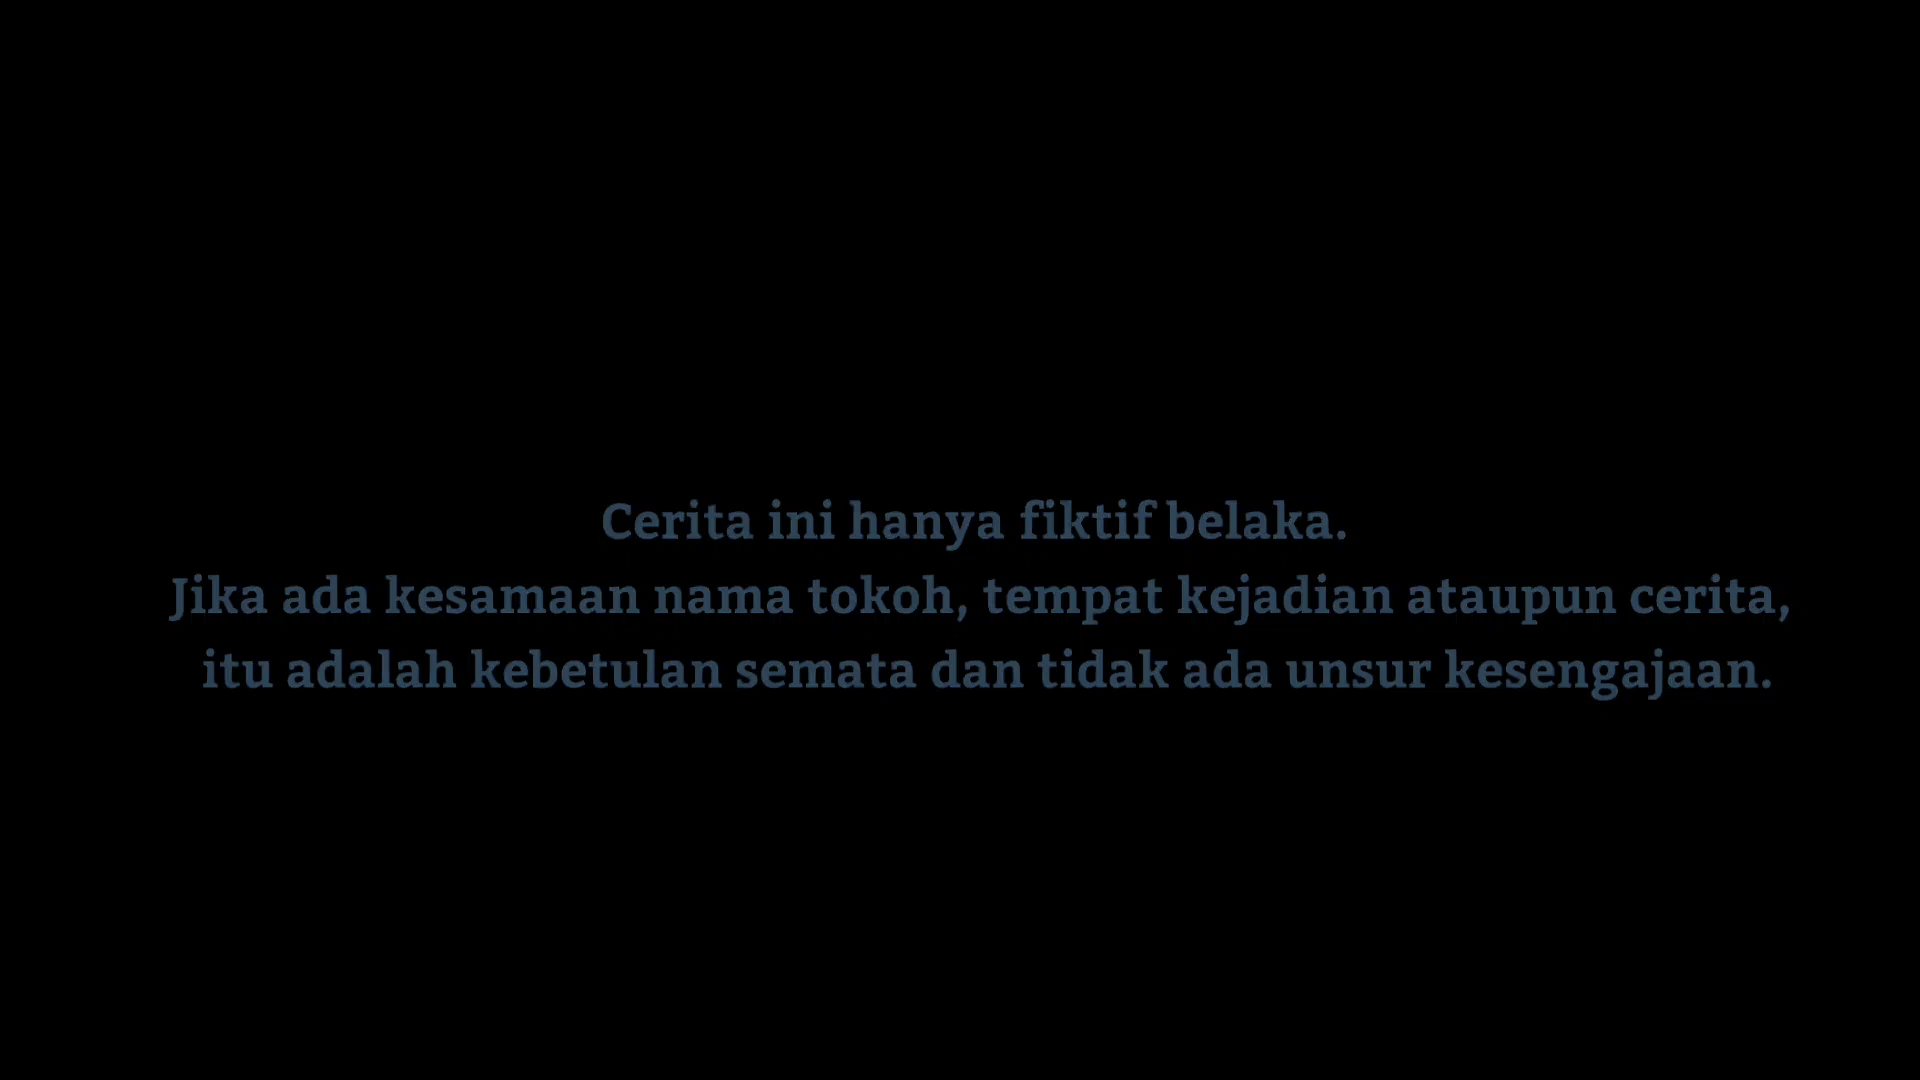 Cerita ini hanya fiktif belaka.
Jika ada kesamaan nama tokoh, tempat kejadian ataupun cerita,
itu adalah kebetulan semata dan tidak ada unsur kesengajaan.